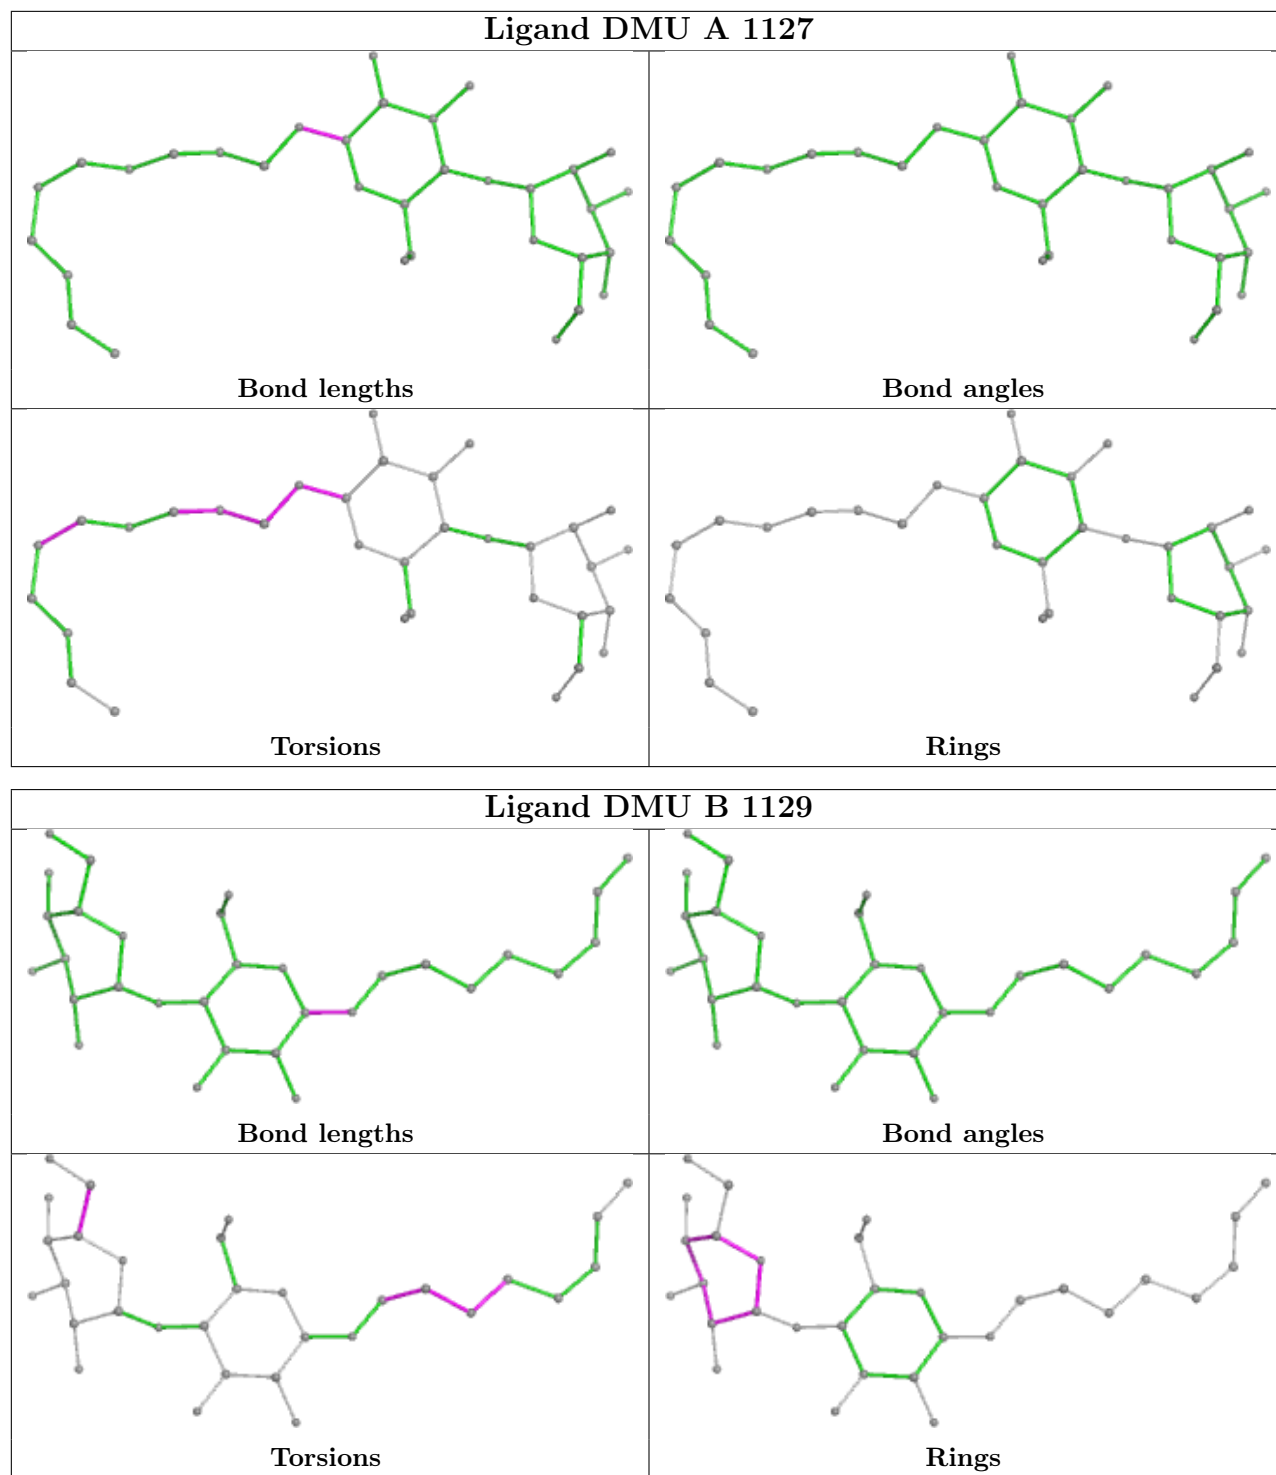 Ligand DMU A 1127
Bond lengths
Bond angles
Torsions
Rings
Ligand DMU B 1129
Bond lengths
Bond angles
Torsions
Rings